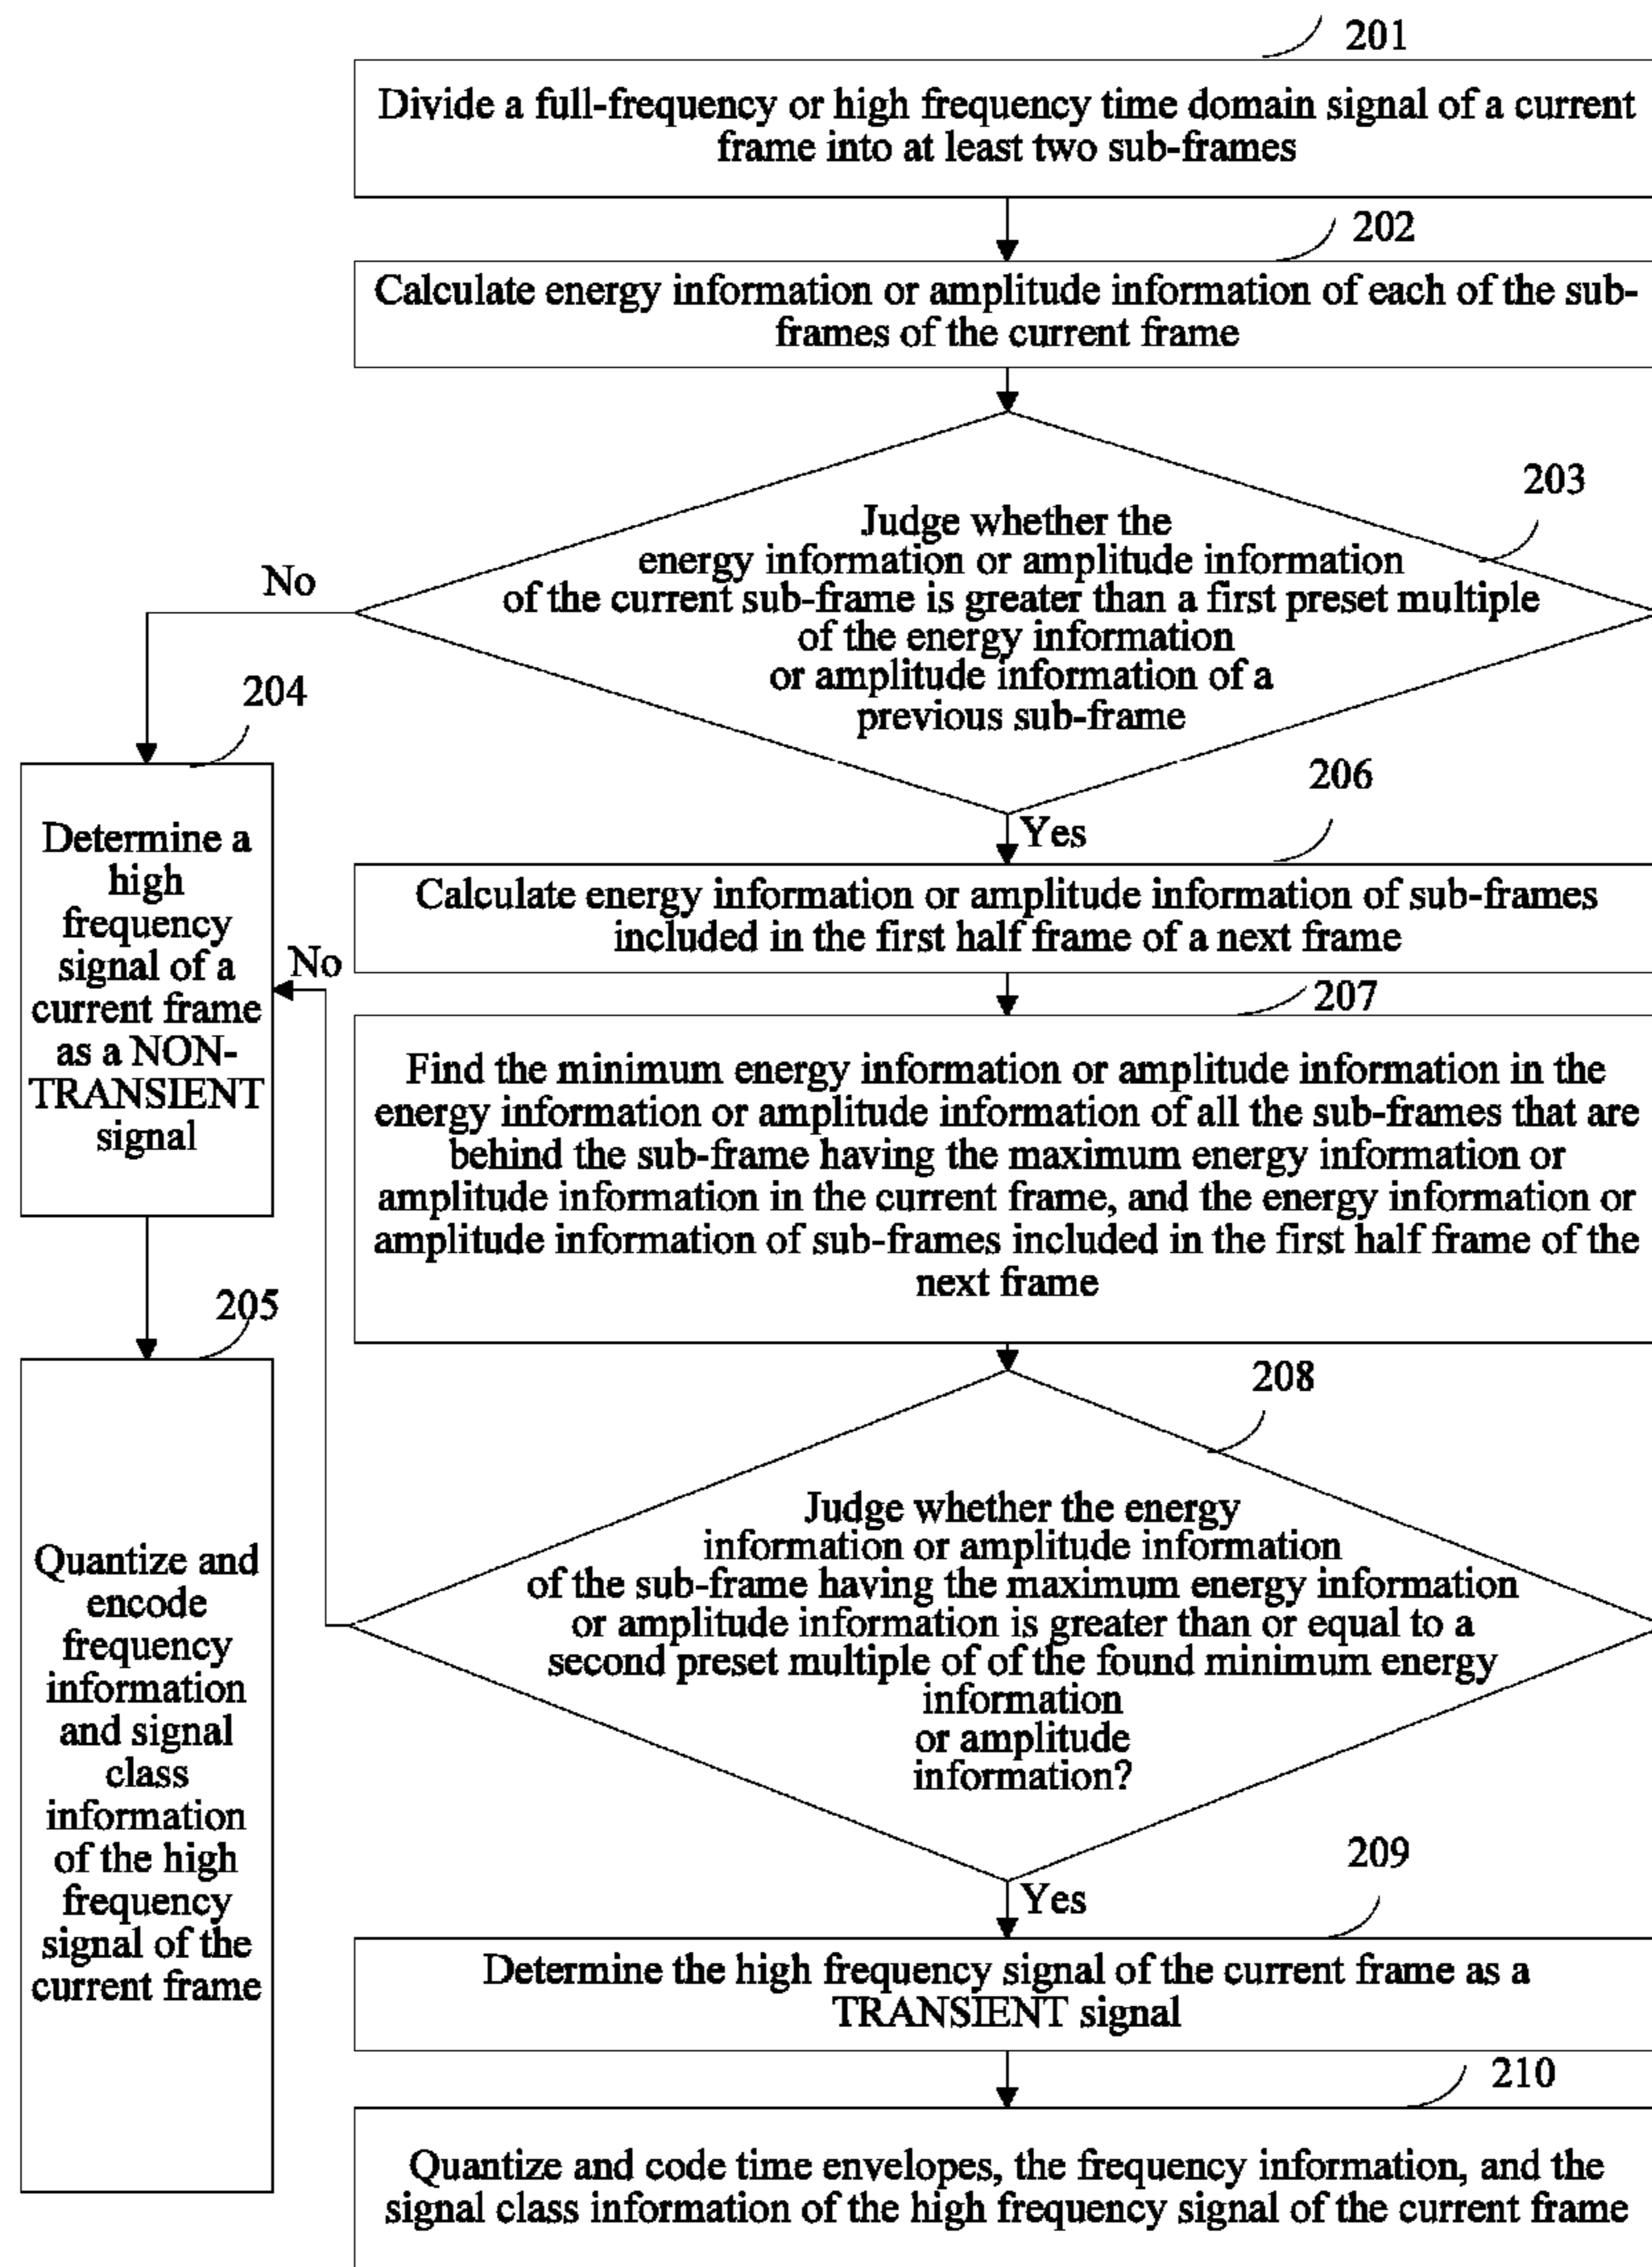 201
Divide a full-frequency or high frequency time domain signal of a current
frame into at least two sub-frames
202
Calculate energy information or amplitude information of each of the sub-
frames of the current frame
203
Judge whether the
energy information or amplitude information
of the current sub-frame is greater than a first preset multiple
of the energy information
or amplitude information of a
previous sub-frame
No
204
Determine a
high
frequency
signal of a
current frame
as a NON-
TRANSIENT
signal
No
205
Quantize and
encode
frequency
information
and signal
class
information
of the high
frequency
signal of the
current frame
Yes
206
Calculate energy information or amplitude information of sub-frames
included in the first half frame of a next frame
207
Find the minimum energy information or amplitude information in the
energy information or amplitude information of all the sub-frames that are
behind the sub-frame having the maximum energy information or
amplitude information in the current frame, and the energy information or
amplitude information of sub-frames included in the first half frame of the
next frame
208
Judge whether the energy
information or amplitude information
of the sub-frame having the maximum energy information
or amplitude information is greater than or equal to a
second preset multiple of of the found minimum energy
information
or amplitude
information?
Yes
209
Determine the high frequency signal of the current frame as a
TRANSIENT signal
210
Quantize and code time envelopes, the frequency information, and the
signal class information of the high frequency signal of the current frame